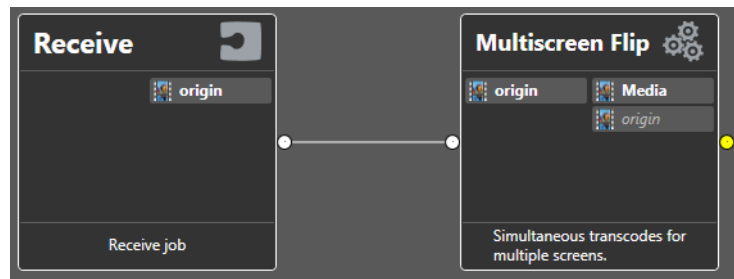 Receive
origin
Receive job
Multiscreen Flip
origin
Media
origin
Simultaneous transcodes for
multiple screens.